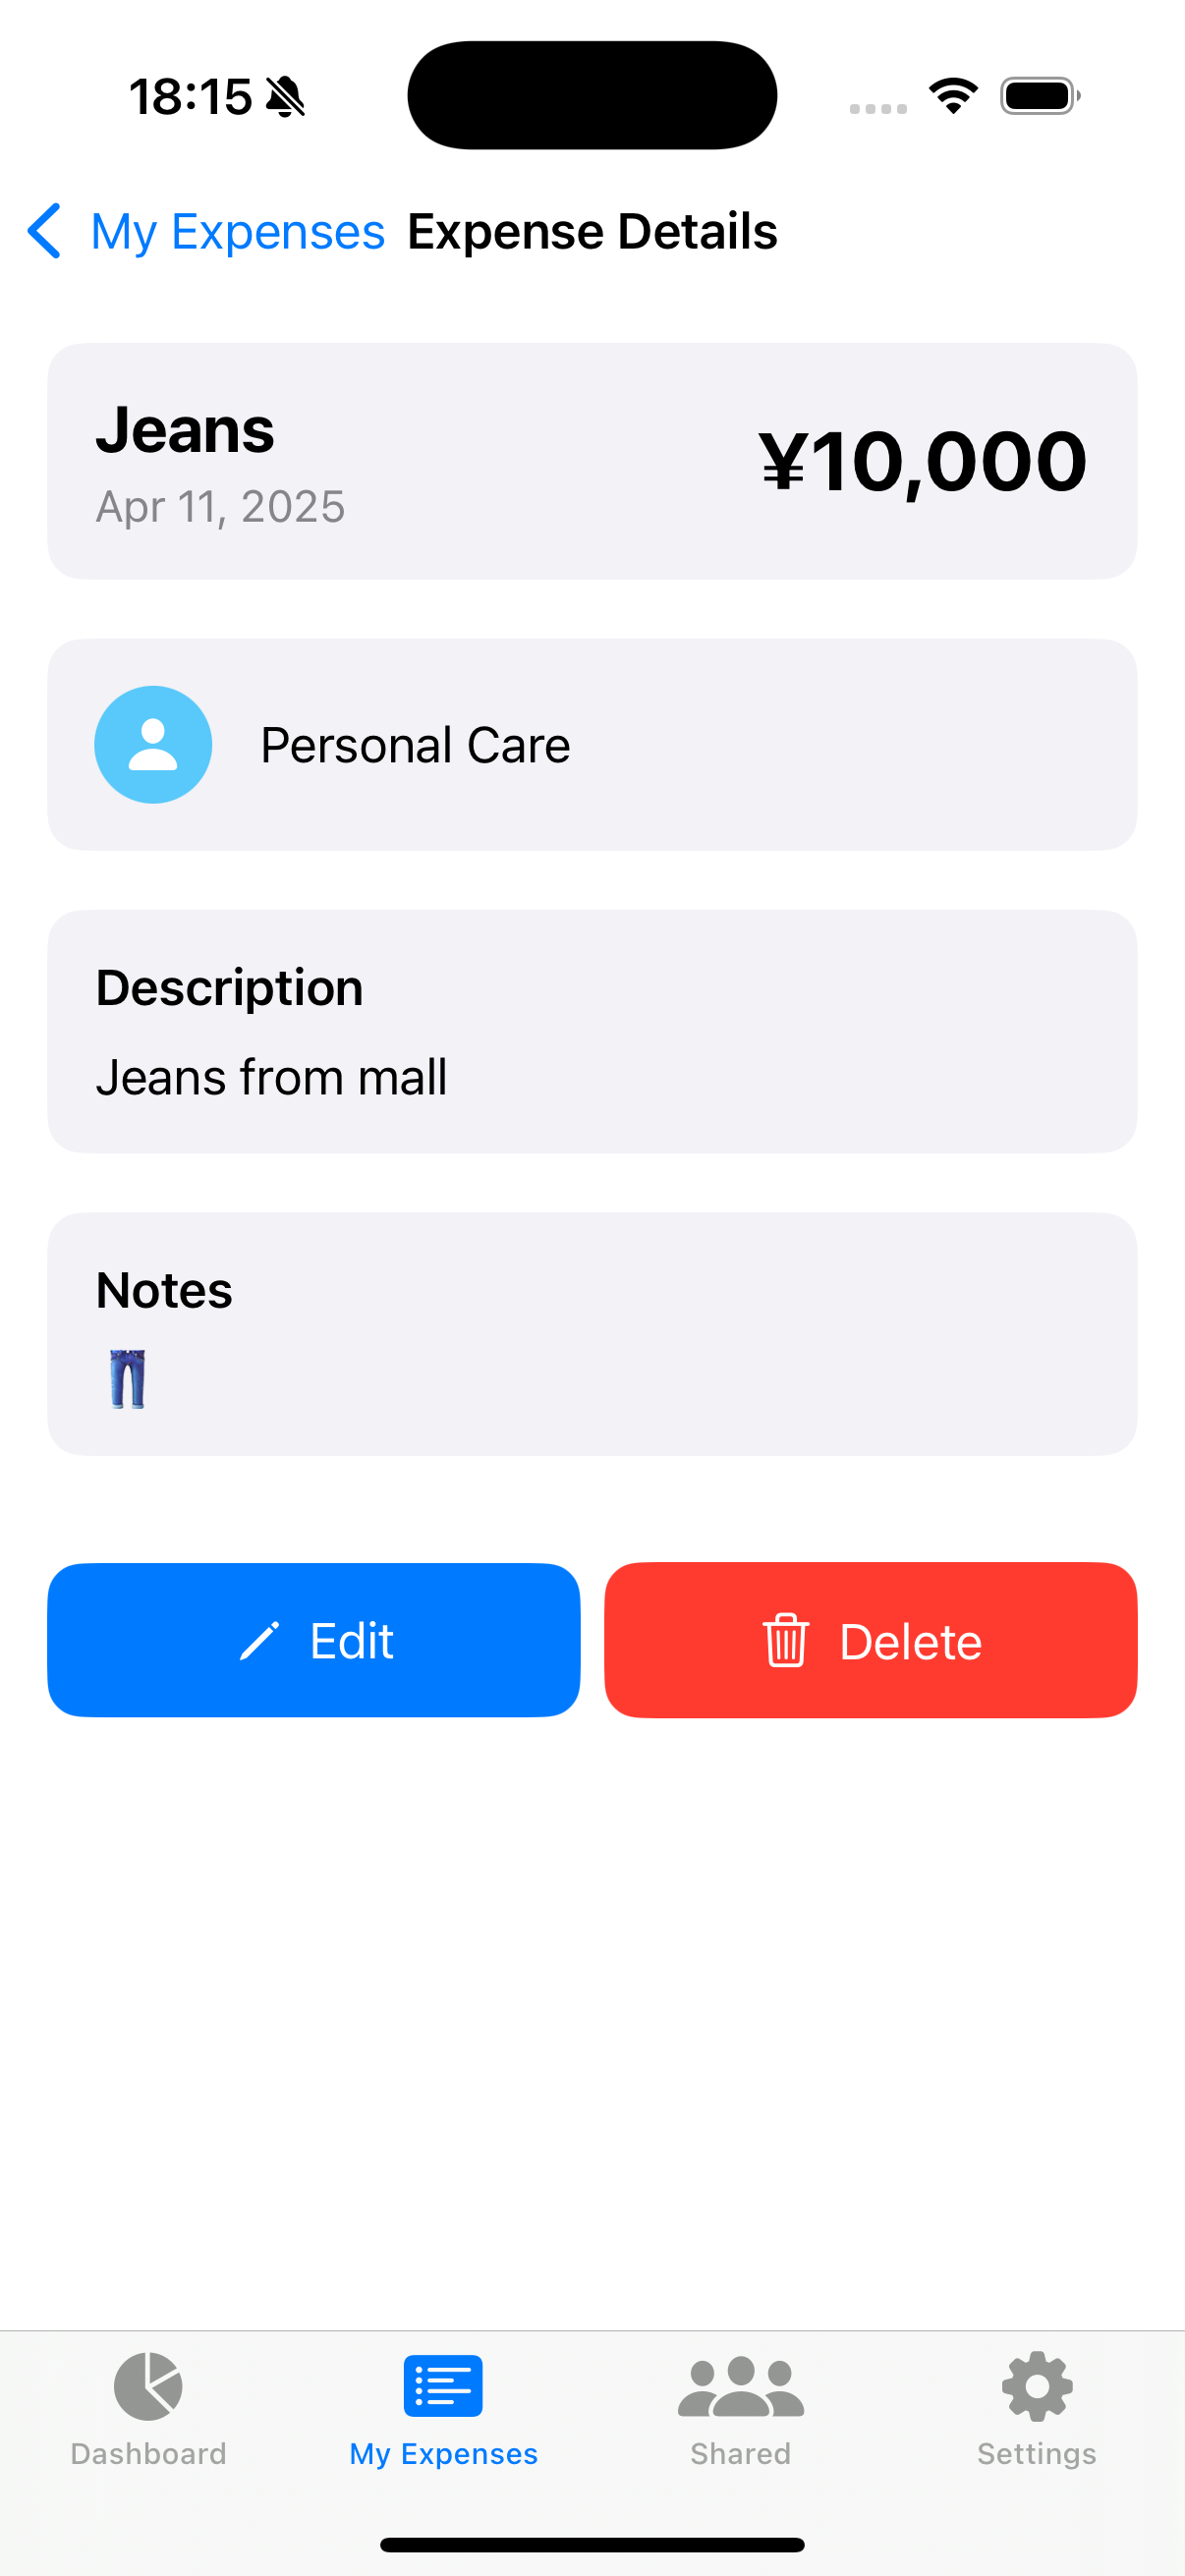 18:15
My Expenses Expense Details
Jeans
Apr 11, 2025
¥10,000
Personal Care
Description
Jeans from mall
Notes
👖
Edit
Delete
Dashboard
My Expenses
Shared
Settings